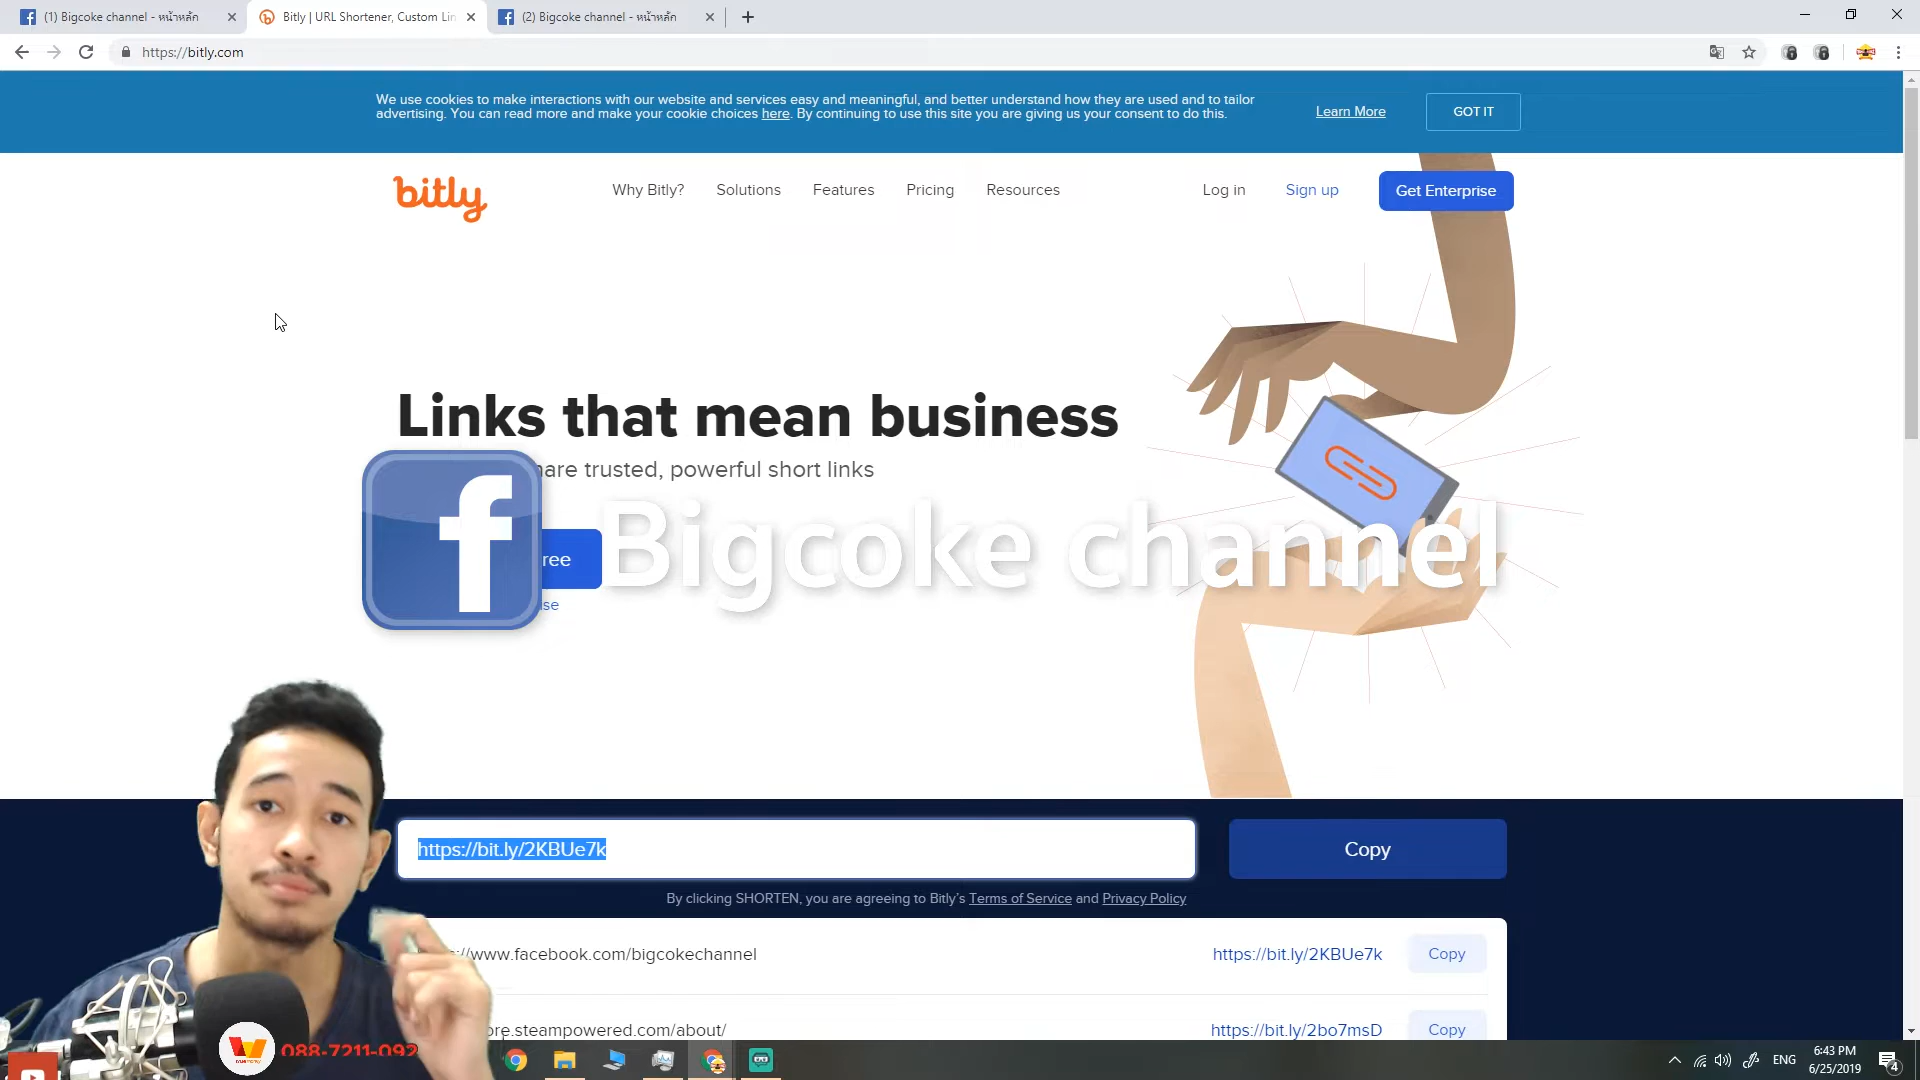 (1) Bigcoke channel - หน้าหลัก
Bitly | URL Shortener, Custom Lin
(2) Bigcoke channel - หน้าหลัก
https://bitly.com
We use cookies to make interactions with our website and services easy and meaningful, and better understand how they are used and to tailor
advertising. You can read more and make your cookie choices here. By continuing to use this site you are giving us your consent to do this.
Learn More
GOT IT
bitly
Why Bitly?
Solutions
Features
Pricing
Resources
Log in
Sign up
Get Enterprise
Links that mean business
are trusted, powerful short links
f
Bigcoke channel
ree
se
https://bit.ly/2KBUe7k
Copy
By clicking SHORTEN, you are agreeing to Bitly's Terms of Service and Privacy Policy
://www.facebook.com/bigcokechannel
https://bit.ly/2KBUe7k
Copy
ore.steampowered.com/about/
https://bit.ly/2bo7msD
Copy
088-7211-092
ENG
6:43 PM
6/25/2019
4